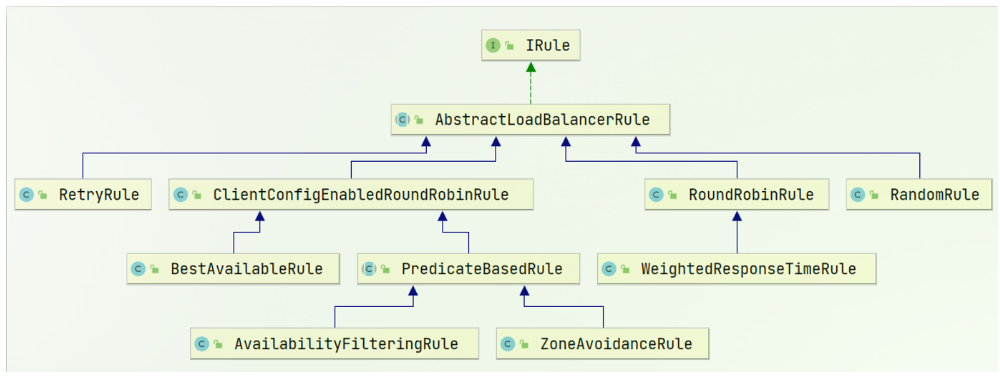 I IRule
C AbstractLoadBalancerRule
C RetryRule
C ClientConfigEnabledRoundRobinRule
C RoundRobinRule
C RandomRule
C BestAvailableRule
C PredicateBasedRule
C WeightedResponseTimeRule
C AvailabilityFilteringRule
C ZoneAvoidanceRule